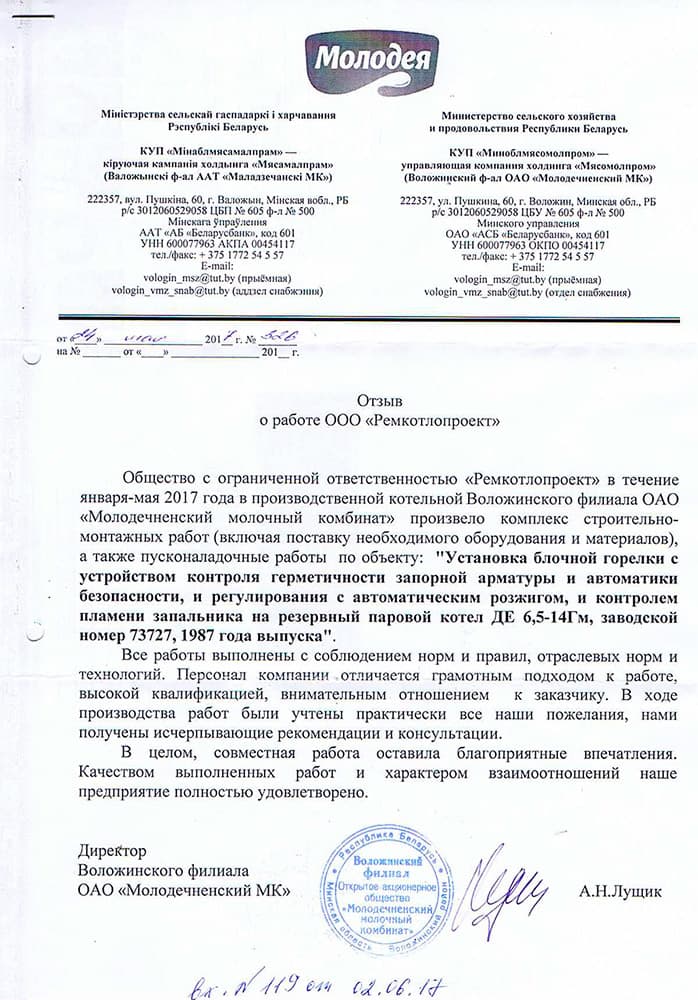 Молодея
Міністэрства сельскай гаспадаркі і харчавання
Рэспублікі Беларусь
КУП «Мінаблмясамалпрам» —
кіруючая кампанія холдынга «Мясамалпрам»
(Валожынскі ф-ал ААТ «Маладзечанскі МК»)
222357, вул. Пушкіна, 60, г. Валожын, Мінская вобл., РБ
р/с 3012060529058 ЦБП № 605 ф-л № 500
Мінскага ўпраўлення
ААТ «АБ «Беларусбанк», код 601
УНН 600077963 АКПА 00454117
тел./факс: + 375 1772 54 5 57
E-mail:
vologin_msz@tut.by (прыёмная)
vologin_vmz_snab@tut.by (аддзел снабжэння)
Министерство сельского хозяйства
и продовольствия Республики Беларусь
КУП «Миноблмясомолпром» —
управляющая компания холдинга «Мясомолпром»
(Воложинский ф-ал ОАО «Молодечненский МК»)
222357, ул. Пушкина, 60, г. Воложин, Минская обл., РБ
р/с 3012060529058 ЦБУ № 605 ф-л № 500
Минского управления
ОАО «АСБ «Беларусбанк», код 601
УНН 600077963 ОКПО 00454117
тел./факс: + 375 1772 54 5 57
E-mail:
vologin_msz@tut.by (приёмная)
vologin_vmz_snab@tut.by (отдел снабжения)
от «24» мая 2017 г. № 326
на № ______ от «___» ____________ 201__ г.
Отзыв
о работе ООО «Ремкотлопроект»
Общество с ограниченной ответственностью «Ремкотлопроект» в течение
января-мая 2017 года в производственной котельной Воложинского филиала ОАО
«Молодечненский молочный комбинат» произвело комплекс строительно-
монтажных работ (включая поставку необходимого оборудования и материалов),
а также пусконаладочные работы по объекту: "Установка блочной горелки с
устройством контроля герметичности запорной арматуры и автоматики
безопасности, и регулирования с автоматическим розжигом, и контролем
пламени запальника на резервный паровой котел ДЕ 6,5-14Гм, заводской
номер 73727, 1987 года выпуска".
Все работы выполнены с соблюдением норм и правил, отраслевых норм и
технологий. Персонал компании отличается грамотным подходом к работе,
высокой квалификацией, внимательным отношением к заказчику. В ходе
производства работ были учтены практически все наши пожелания, нами
получены исчерпывающие рекомендации и консультации.
В целом, совместная работа оставила благоприятные впечатления.
Качеством выполненных работ и характером взаимоотношений наше
предприятие полностью удовлетворено.
Директор
Воложинского филиала
ОАО «Молодечненский МК»
Республика Беларусь
Минская область Воложинский район
Воложинский
филиал
Открытое акционерное
общество
«Молодечненский
молочный
комбинат»
А.Н.Лущик
вх. N 119 от 02.06.17